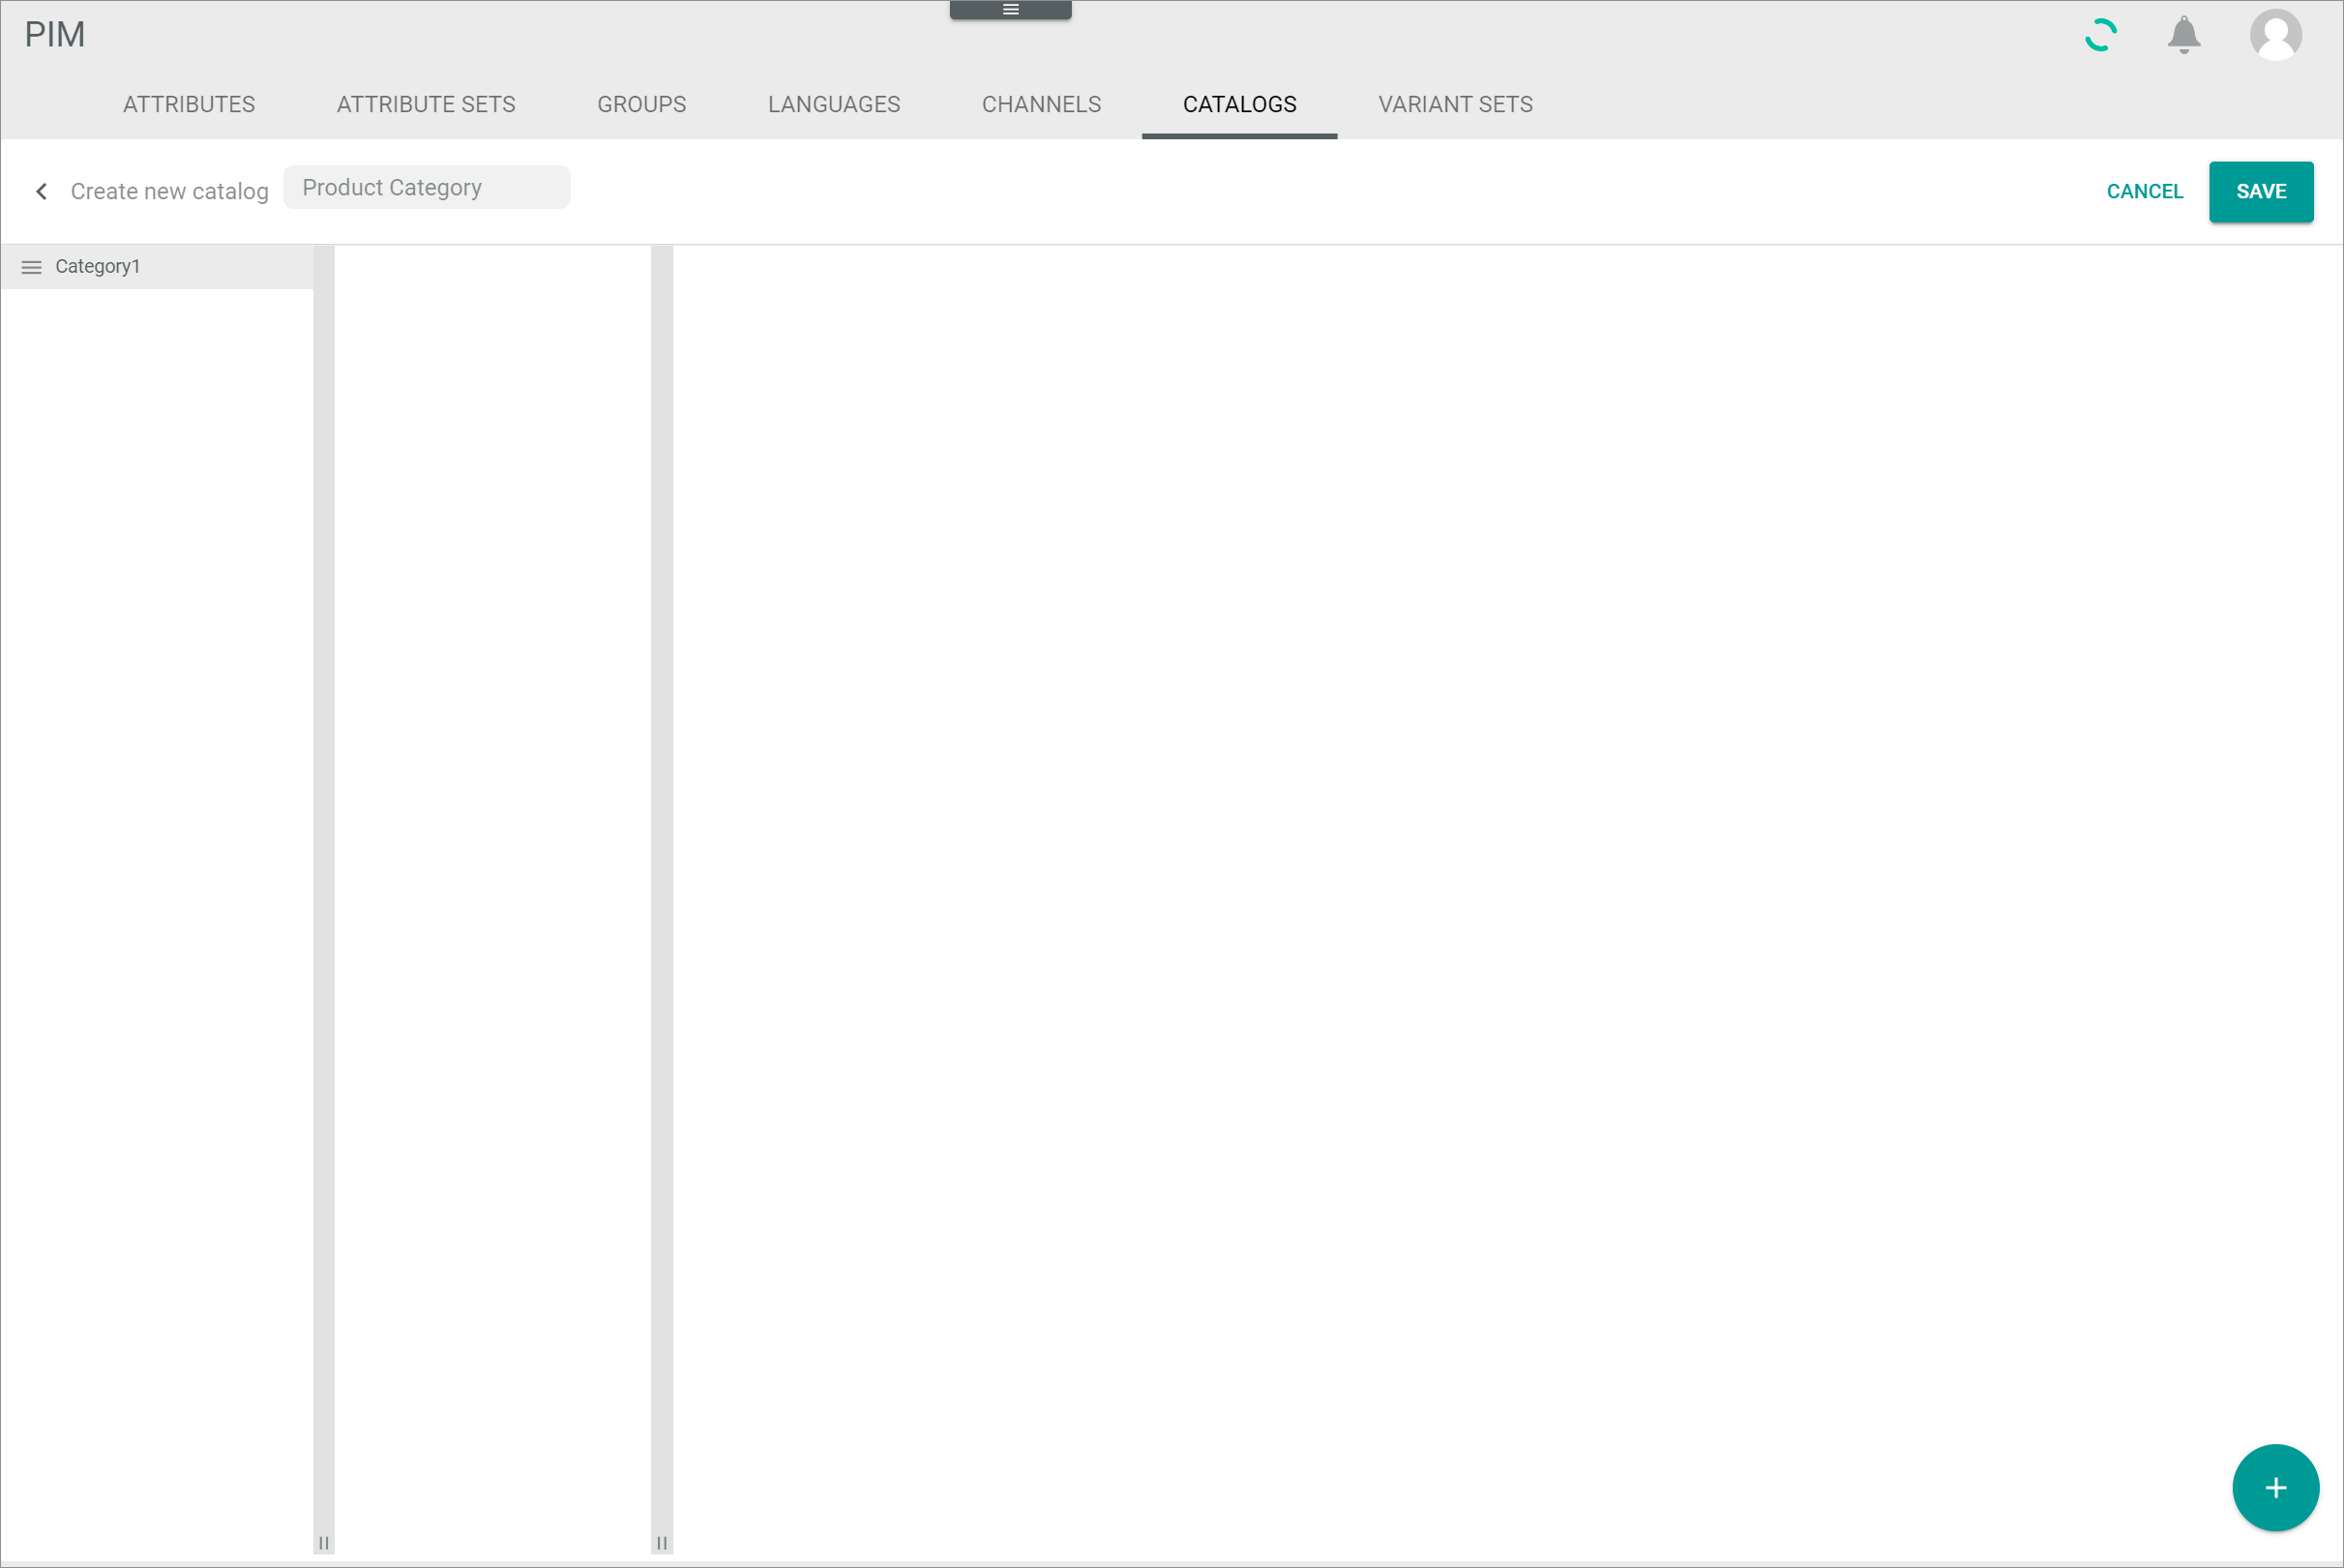 PIM
ATTRIBUTES ATTRIBUTE SETS GROUPS LANGUAGES CHANNELS CATALOGS VARIANT SETS
Create new catalog Product Category CANCEL SAVE
Category1